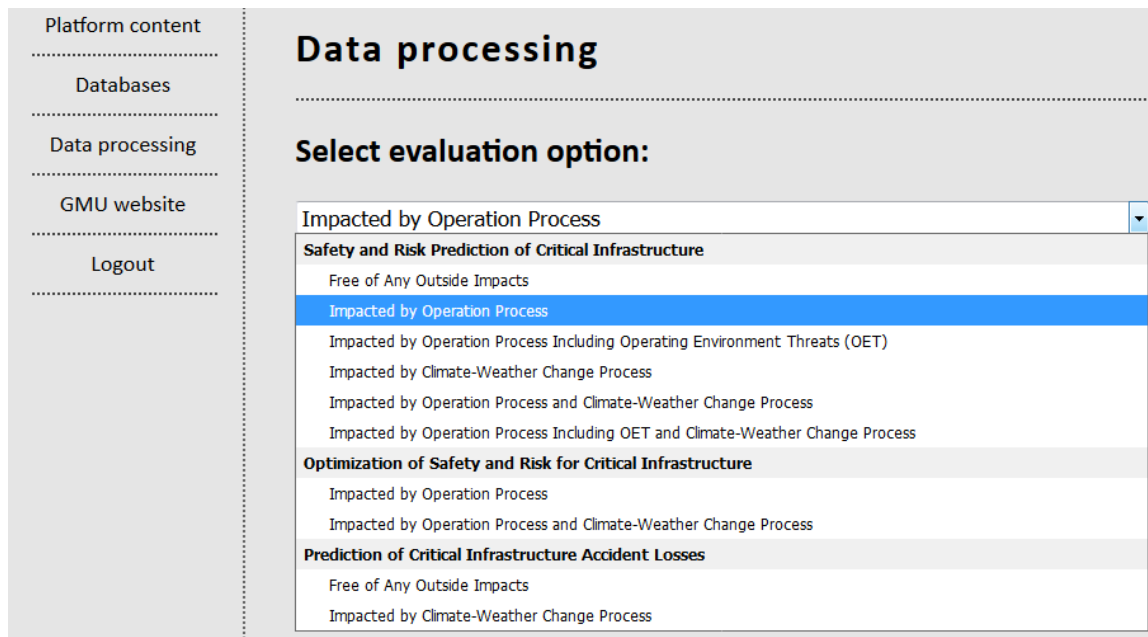 Platform content
Databases
Data processing
GMU website
Logout
Data processing
Select evaluation option:
Impacted by Operation Process
Safety and Risk Prediction of Critical Infrastructure
Free of Any Outside Impacts
Impacted by Operation Process
Impacted by Operation Process Including Operating Environment Threats (OET)
Impacted by Climate-Weather Change Process
Impacted by Operation Process and Climate-Weather Change Process
Impacted by Operation Process Including OET and Climate-Weather Change Process
Optimization of Safety and Risk for Critical Infrastructure
Impacted by Operation Process
Impacted by Operation Process and Climate-Weather Change Process
Prediction of Critical Infrastructure Accident Losses
Free of Any Outside Impacts
Impacted by Climate-Weather Change Process